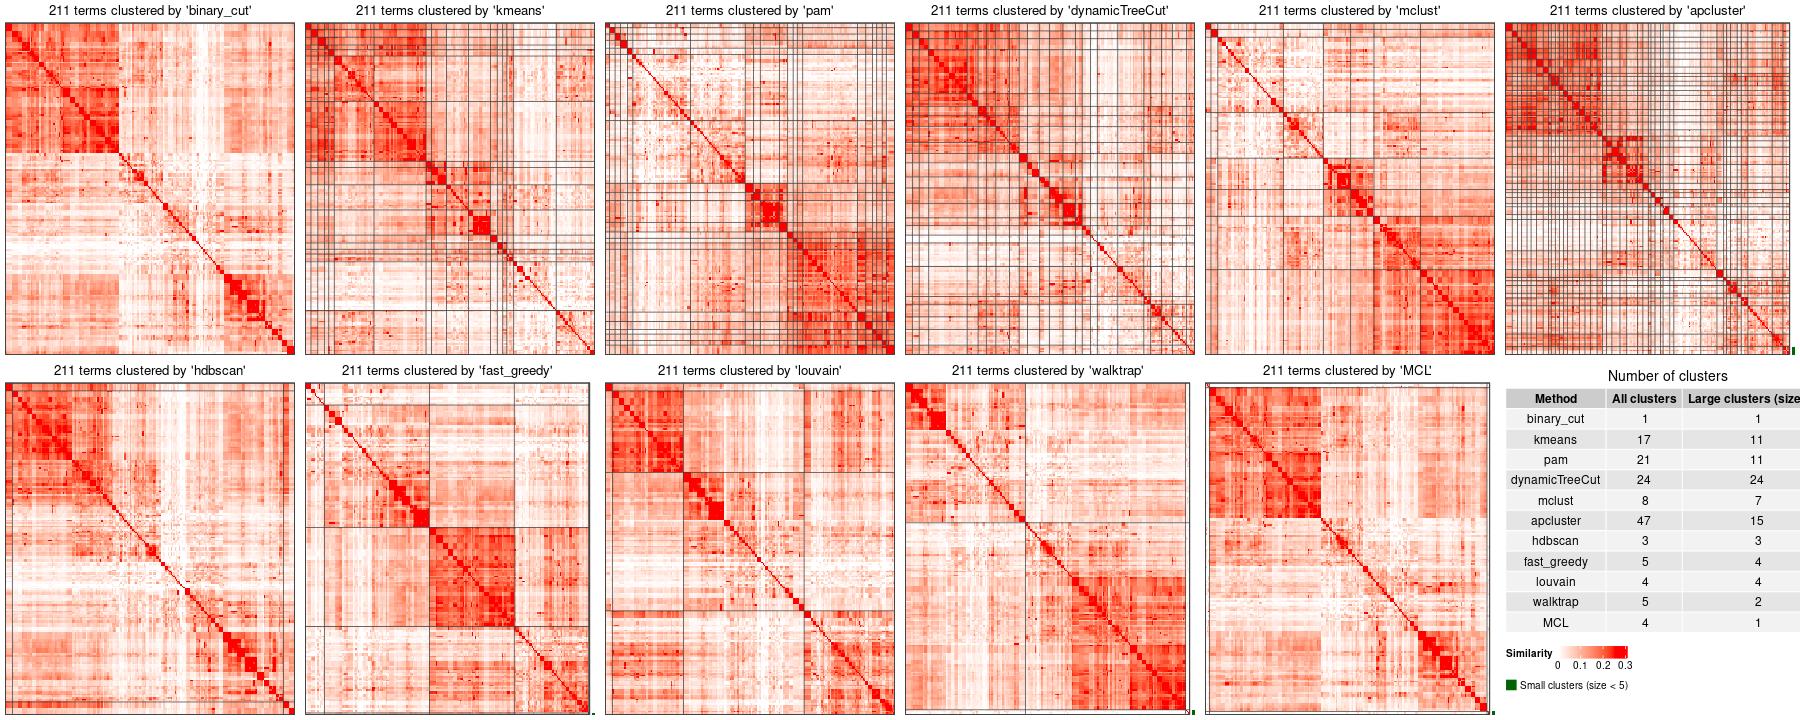 211 terms clustered by 'binary_cut'
211 terms clustered by 'kmeans'
211 terms clustered by 'pam'
211 terms clustered by 'dynamicTreeCut'
211 terms clustered by 'mclust'
211 terms clustered by 'apcluster'
211 terms clustered by 'hdbscan'
211 terms clustered by 'fast_greedy'
211 terms clustered by 'louvain'
211 terms clustered by 'walktrap'
211 terms clustered by 'MCL'
Number of clusters
Method All clusters Large clusters (size
binary_cut 1 1
kmeans 17 11
pam 21 11
dynamicTreeCut 24 24
mclust 8 7
apcluster 47 15
hdbscan 3 3
fast_greedy 5 4
louvain 4 4
walktrap 5 2
MCL 4 1
Similarity
0 0.1 0.2 0.3
Small clusters (size < 5)